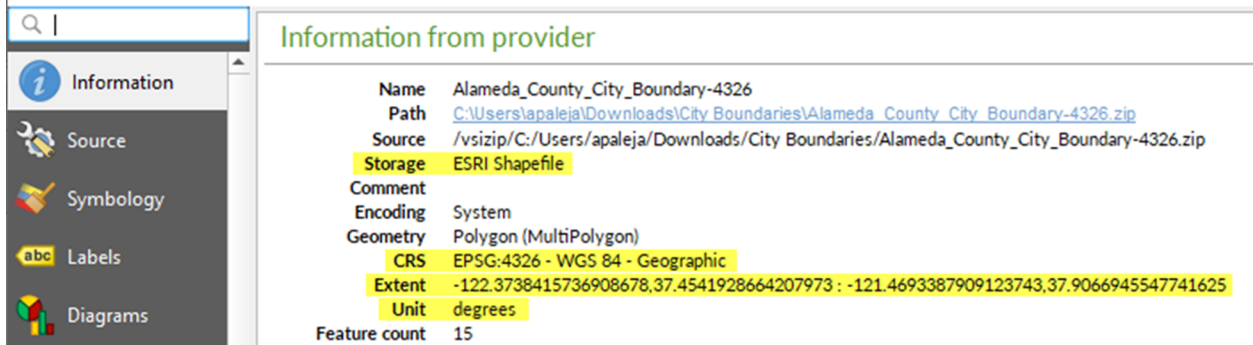 Information from provider
Information
Source
Symbology
abc Labels
Diagrams
Name Alameda_County_City_Boundary-4326
Path C:\Users\apaleja\Downloads\City Boundaries\Alameda_County_City_Boundary-4326.zip
Source /vsizip/C:/Users/apaleja/Downloads/City Boundaries/Alameda_County_City_Boundary-4326.zip
Storage ESRI Shapefile
Comment
Encoding System
Geometry Polygon (MultiPolygon)
CRS EPSG:4326 - WGS 84 - Geographic
Extent -122.3738415736908678,37.4541928664207973 : -121.4693387909123743,37.9066945547741625
Unit degrees
Feature count 15